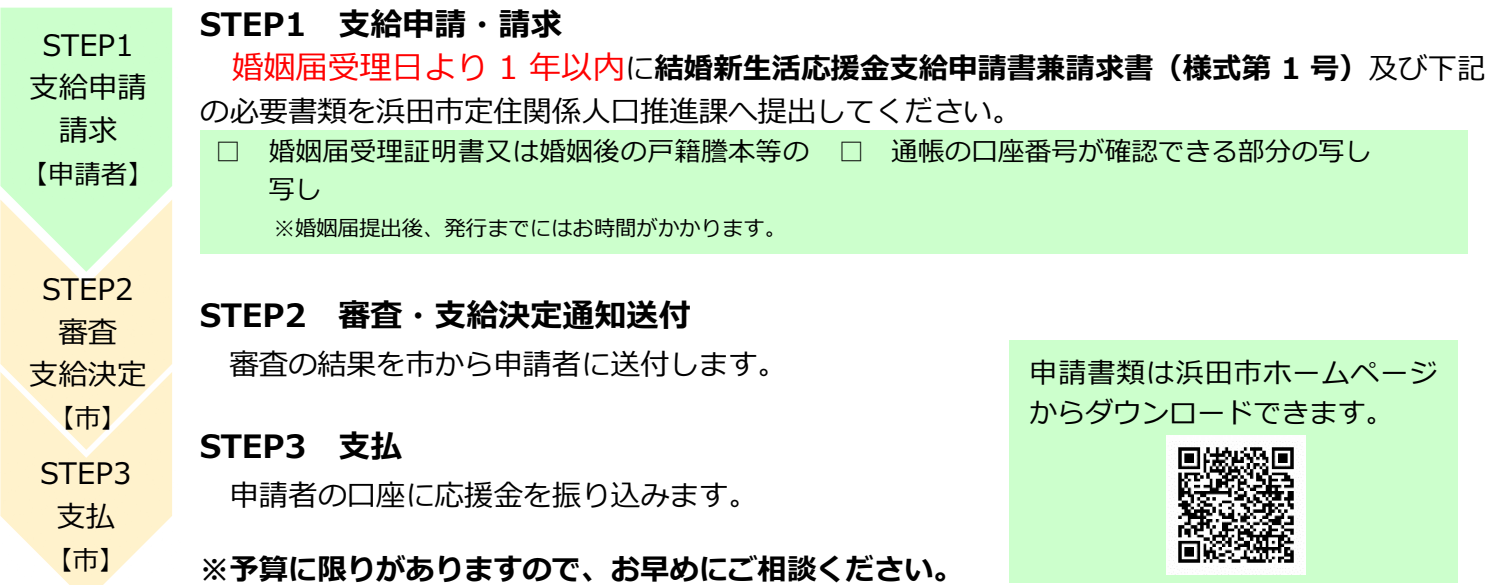 STEP1
支給申請
請求
【申請者】
STEP2
審査
支給決定
【市】
STEP3
支払
【市】
STEP1　支給申請・請求
婚姻届受理日より 1 年以内に結婚新生活応援金支給申請書兼請求書（様式第 1 号）及び下記
の必要書類を浜田市定住関係人口推進課へ提出してください。
□　婚姻届受理証明書又は婚姻後の戸籍謄本等の
写し
※婚姻届提出後、発行までにはお時間がかかります。
□　通帳の口座番号が確認できる部分の写し
STEP2　審査・支給決定通知送付
審査の結果を市から申請者に送付します。
STEP3　支払
申請者の口座に応援金を振り込みます。
※予算に限りがありますので、お早めにご相談ください。
申請書類は浜田市ホームページ
からダウンロードできます。